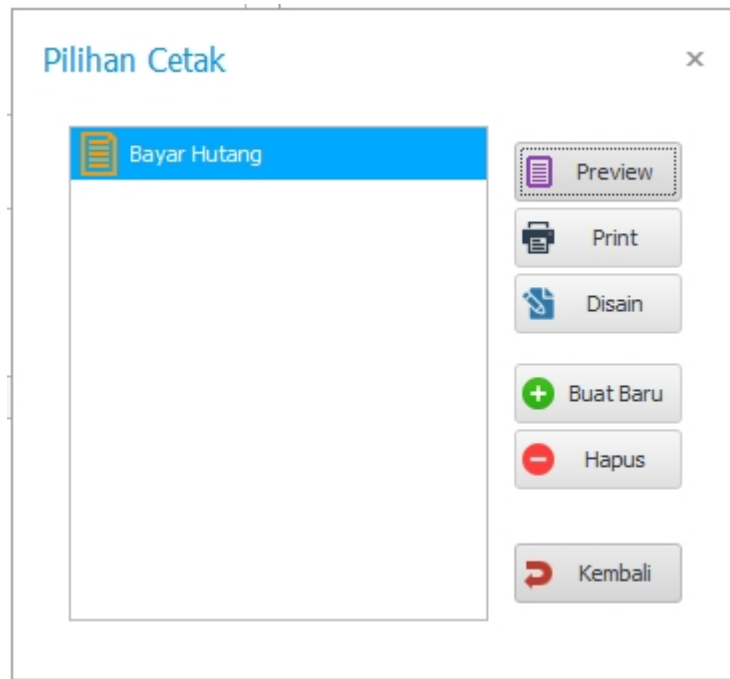 Pilihan Cetak
Bayar Hutang
Preview
Print
Disain
Buat Baru
Hapus
Kembali